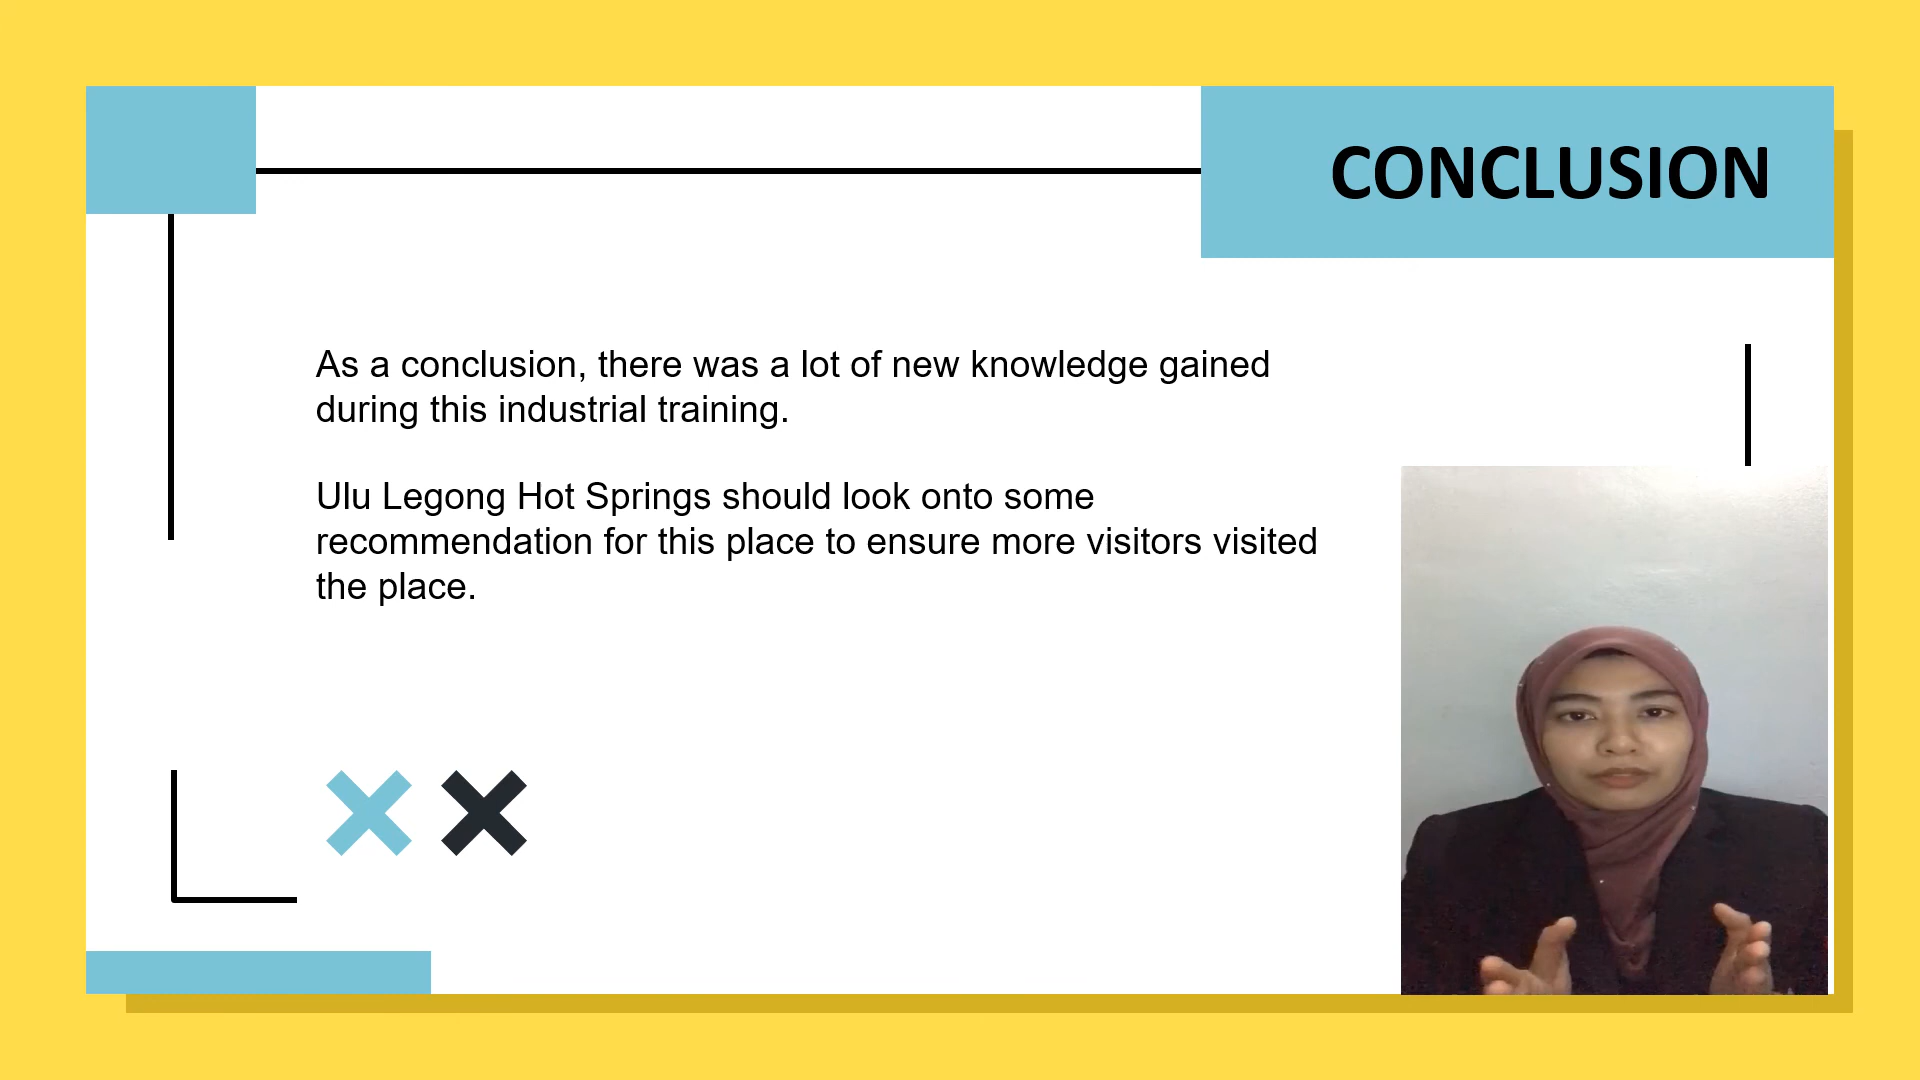 CONCLUSION
As a conclusion, there was a lot of new knowledge gained
during this industrial training.
Ulu Legong Hot Springs should look onto some
recommendation for this place to ensure more visitors visited
the place.